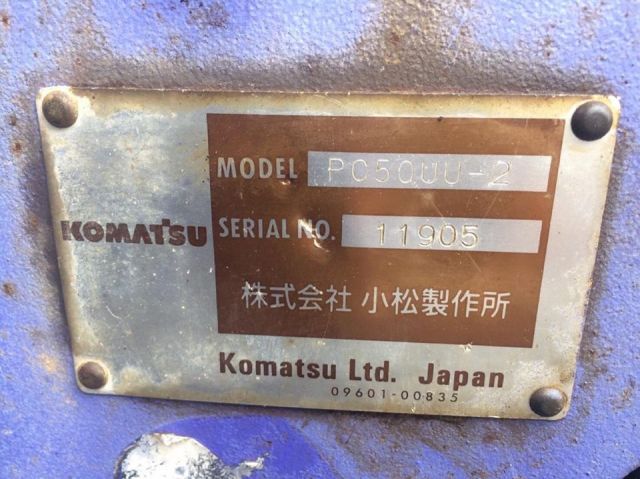 MODEL PC50UU-2
KOMATSU
SERIAL NO. 11905
株式会社 小松製作所
Komatsu Ltd. Japan
09601-00835